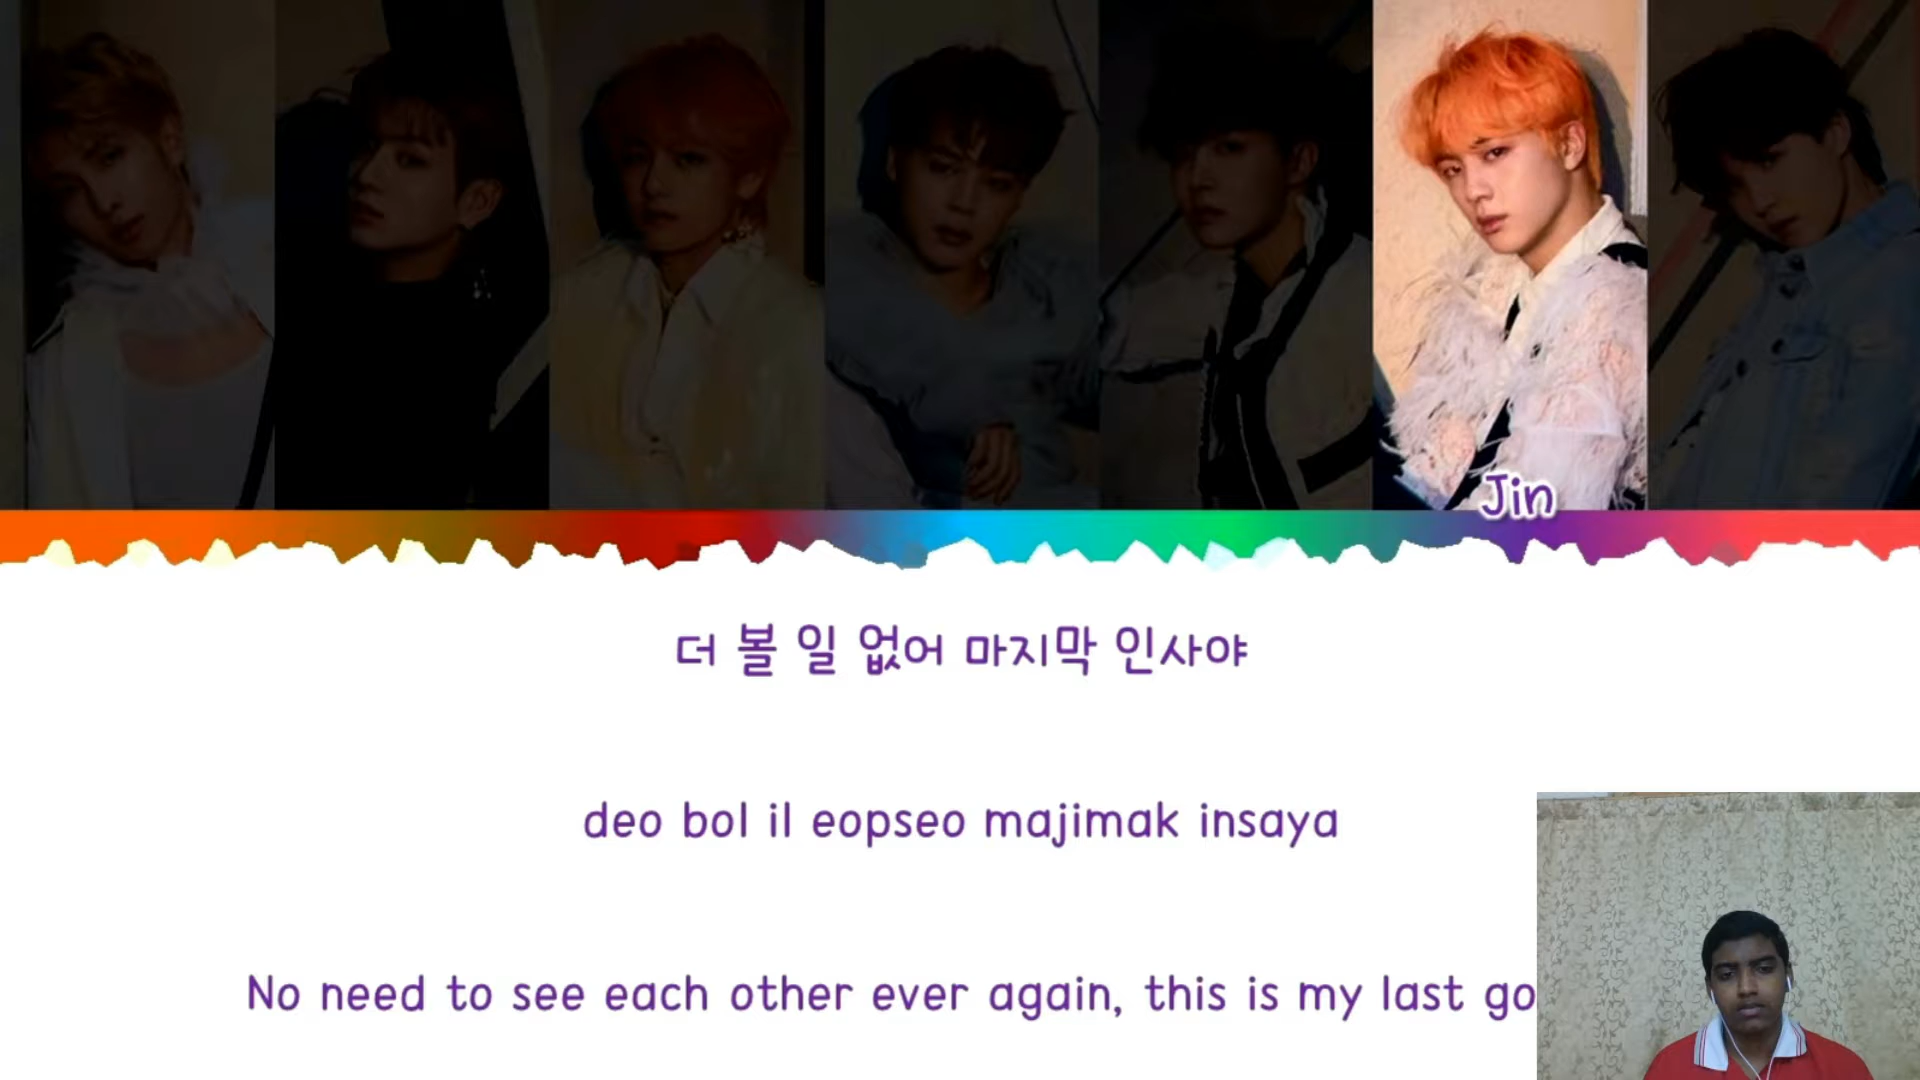 Jin
더 볼 일 없어 마지막 인사야
deo bol il eopseo majimak insaya
No need to see each other ever again, this is my last